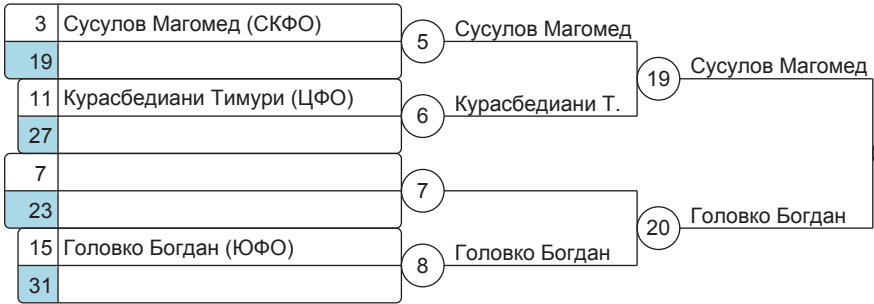 3 Сусулов Магомед (СКФО)
19
5 Сусулов Магомед
11 Курасбедиани Тимури (ЦФО)
27
6 Курасбедиани Т.
19 Сусулов Магомед
7
23
7
15 Головко Богдан (ЮФО)
31
8 Головко Богдан
20 Головко Богдан